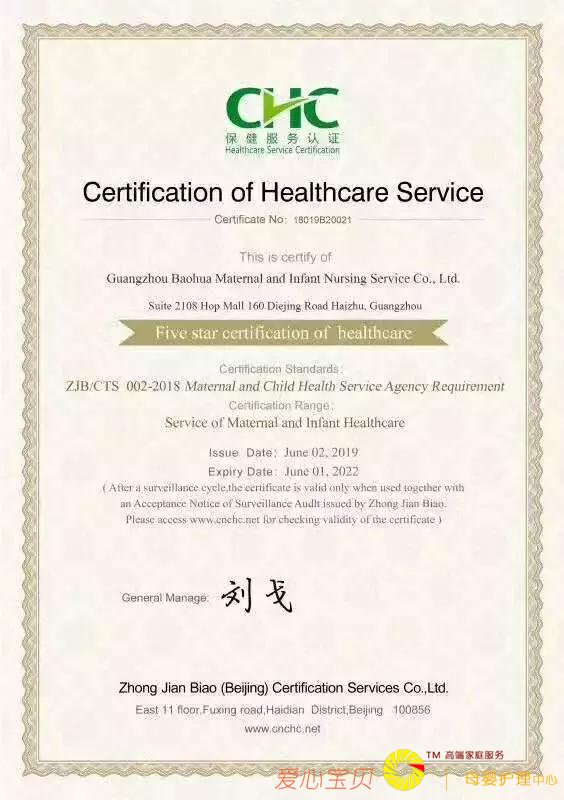 CHC
保健服务认证
Healthcare Service Certification
Certification of Healthcare Service
Certificate No: 18019B20021
This is certify of
Guangzhou Baohua Maternal and Infant Nursing Service Co., Ltd.
Suite 2108 Hop Mall 160 Diejing Road Haizhu, Guangzhou
Five star certification of healthcare
Certification Standards:
ZJB/CTS 002-2018 Maternal and Child Health Service Agency Requirement
Certification Range:
Service of Maternal and Infant Healthcare
Issue Date: June 02, 2019
Expiry Date: June 01, 2022
( After a surveillance cycle,the certificate is valid only when used together with
an Acceptance Notice of Surveillance Audlt issued by Zhong Jian Biao.
Please access www.cnchc.net for checking validity of the certificate )
General Manage: 刘戈
Zhong Jian Biao (Beijing) Certification Services Co.,Ltd.
East 11 floor,Fuxing road,Haidian District,Beijing 100856
www.cnchc.net
爱心宝贝 TM 高端家庭服务
母婴护理中心